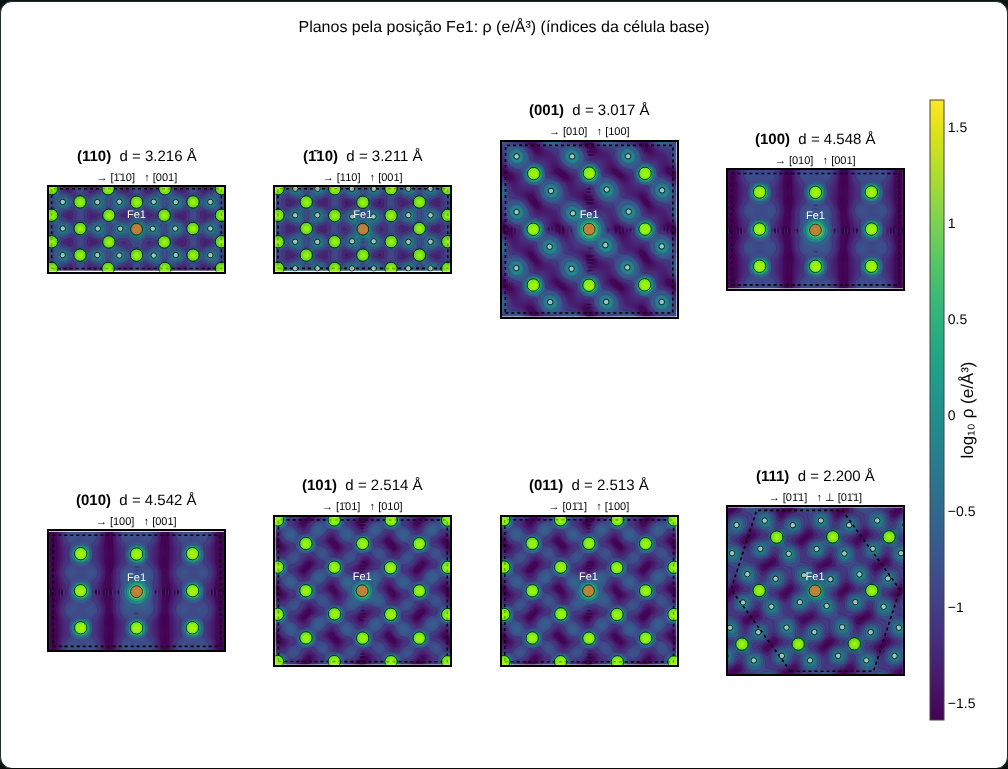 Planos pela posição Fe1: ρ (e/Å³) (índices da célula base)
(110) d = 3.216 Å
→ [1̄10] ↑ [001]
Fe1
(1̄10) d = 3.211 Å
→ [110] ↑ [001]
Fe1
(001) d = 3.017 Å
→ [010] ↑ [100]
Fe1
(100) d = 4.548 Å
→ [010] ↑ [001]
Fe1
(010) d = 4.542 Å
→ [100] ↑ [001]
Fe1
(101) d = 2.514 Å
→ [1̄01] ↑ [010]
Fe1
(011) d = 2.513 Å
→ [01̄1] ↑ [100]
Fe1
(111) d = 2.200 Å
→ [01̄1] ↑ ⊥ [01̄1]
Fe1
1.5
1
0.5
0
−0.5
−1
−1.5
log₁₀ ρ (e/Å³)